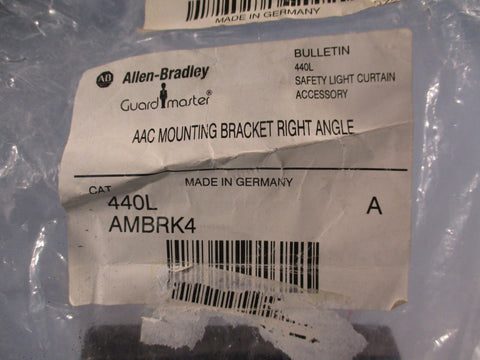 MADE IN GERMANY
AB Allen-Bradley
Guardmaster®
BULLETIN
440L
SAFETY LIGHT CURTAIN
ACCESSORY
AAC MOUNTING BRACKET RIGHT ANGLE
MADE IN GERMANY
CAT
440L
AMBRK4
A